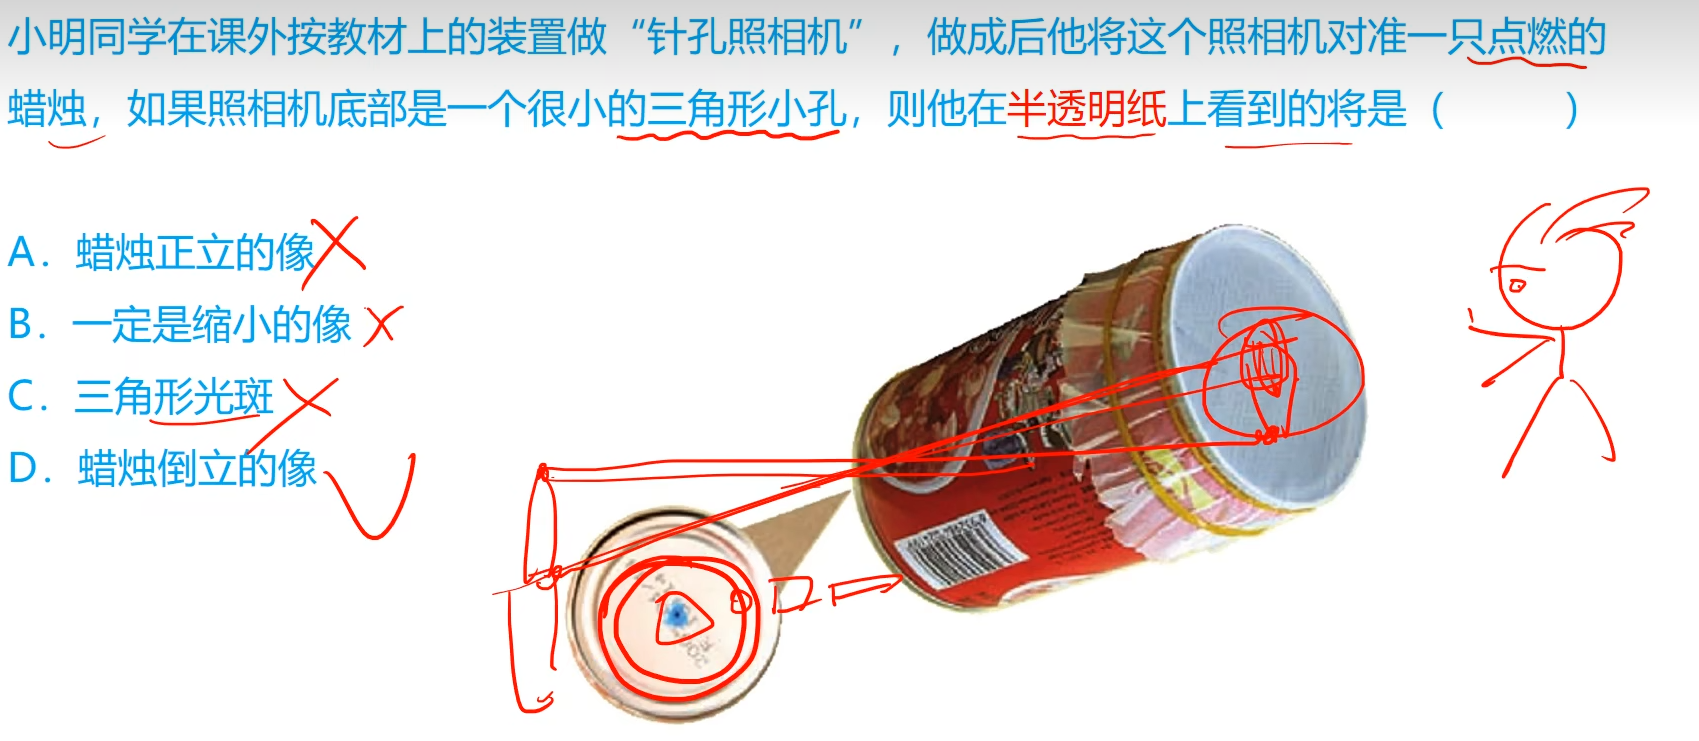 小明同学在课外按教材上的装置做“针孔照相机”，做成后他将这个照相机对准一只点燃的
蜡烛，如果照相机底部是一个很小的三角形小孔，则他在半透明纸上看到的将是（　　　）
A．蜡烛正立的像
B．一定是缩小的像
C．三角形光斑
D．蜡烛倒立的像